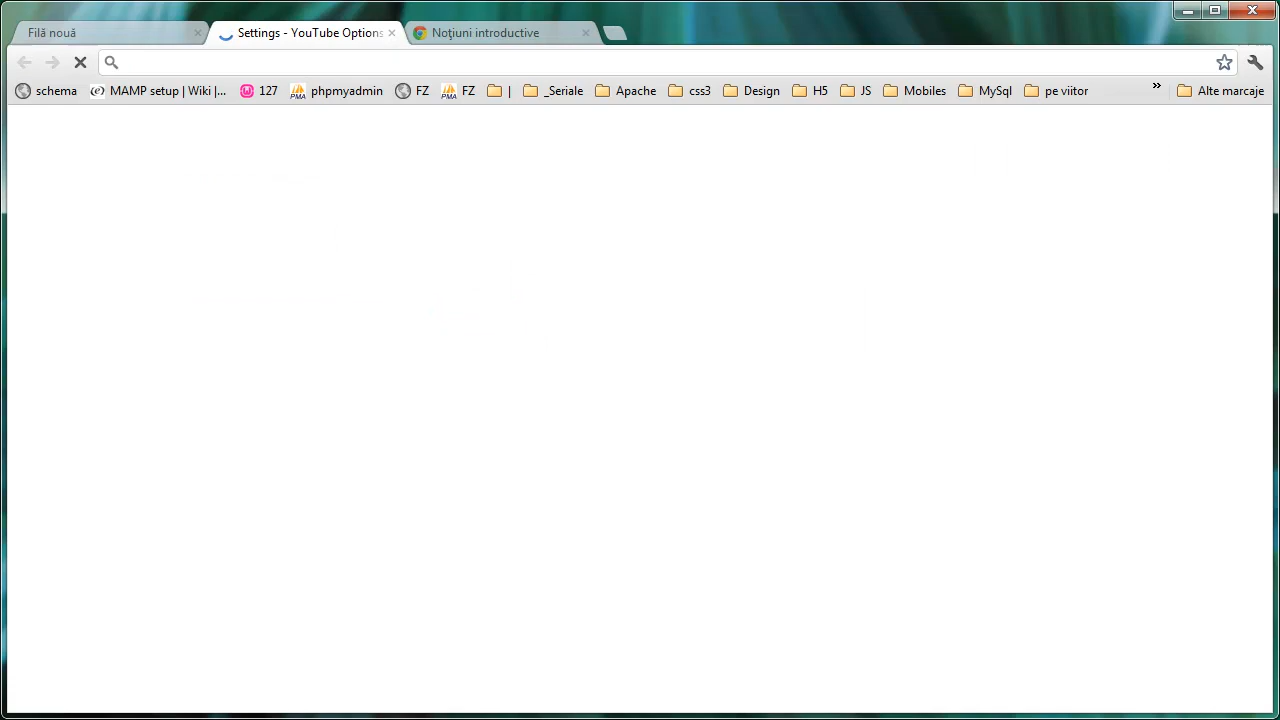 Filă nouă Settings - YouTube Options Noţiuni introductive
schema MAMP setup | Wiki |... 127 phpmyadmin FZ FZ | _Seriale Apache css3 Design H5 JS Mobiles MySql pe viitor » Alte marcaje